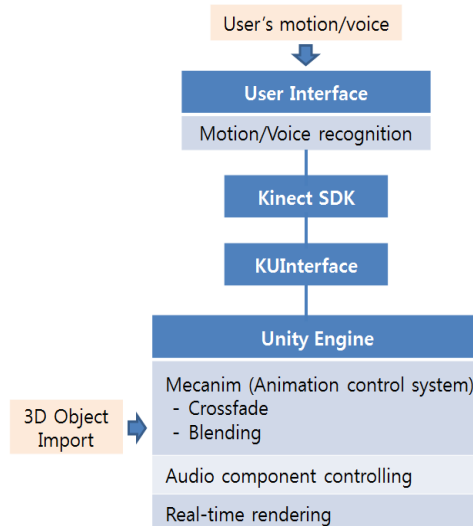 User's motion/voice
User Interface
Motion/Voice recognition
Kinect SDK
KUInterface
Unity Engine
Mecanim (Animation control system)
- Crossfade
- Blending
3D Object
Import
Audio component controlling
Real-time rendering